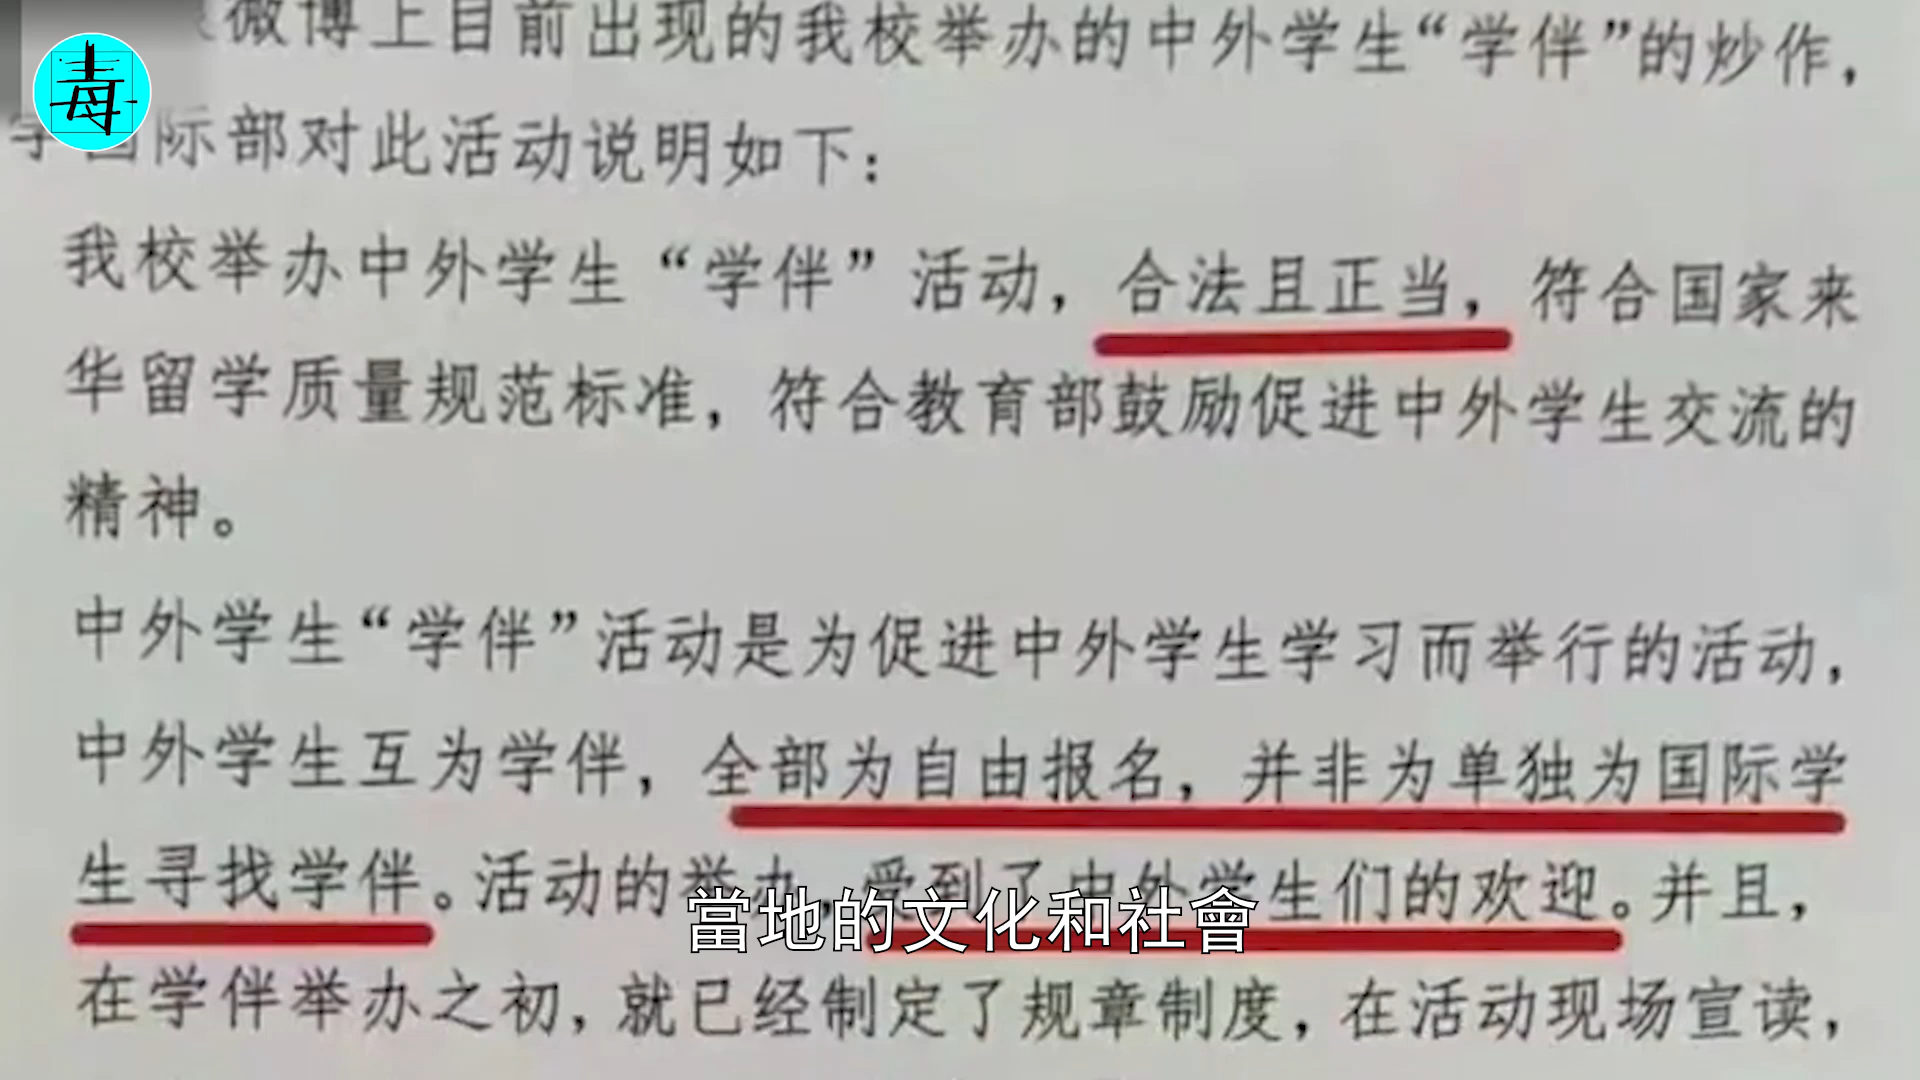 毒
微博上目前出现的我校举办的中外学生“学伴”的炒作，
国际部对此活动说明如下：
我校举办中外学生“学伴”活动，合法且正当，符合国家来
华留学质量规范标准，符合教育部鼓励促进中外学生交流的
精神。
中外学生“学伴”活动是为促进中外学生学习而举行的活动，
中外学生互为学伴，全部为自由报名，并非为单独为国际学
生寻找学伴。活动的举办，受到了中外学生们的欢迎。并且，
當地的文化和社會
在学伴举办之初，就已经制定了规章制度，在活动现场宣读，